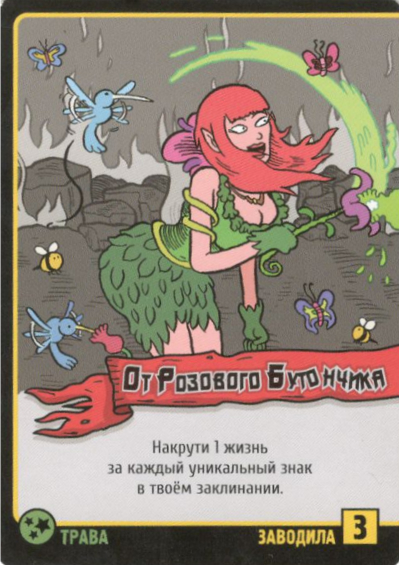 От Розового Бутончика
Накрути 1 жизнь
за каждый уникальный знак
в твоём заклинании.
ТРАВА
ЗАВОДИЛА 3